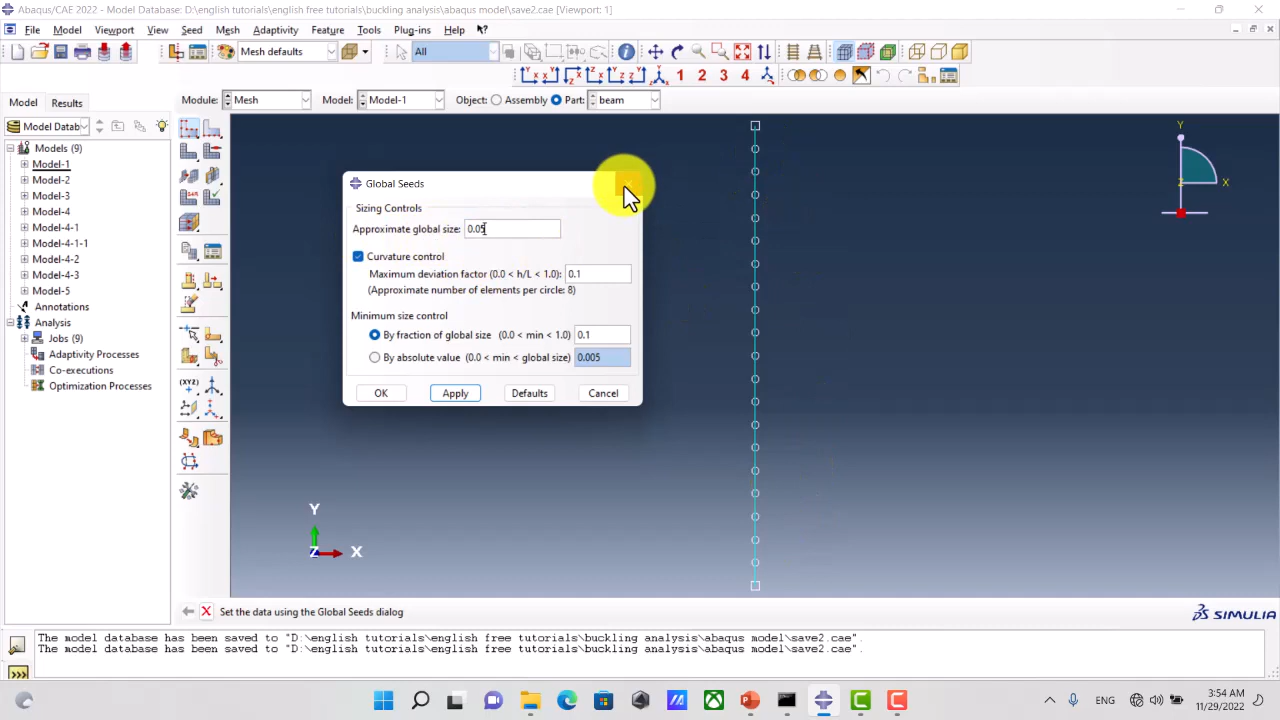 Abaqus/CAE 2022 - Model Database: D:\english tutorials\english free tutorials\buckling analysis\abaqus model\save2.cae [Viewport: 1]
File Model Viewport View Seed Mesh Adaptivity Feature Tools Plug-ins Help
Mesh defaults All
1 2 3 4
Model Results Module: Mesh Model: Model-1 Object: Assembly Part: beam
Model Datab
Models (9)
Model-1
Model-2
Model-3
Model-4
Model-4-1
Model-4-1-1
Model-4-2
Model-4-3
Model-5
Annotations
Analysis
Jobs (9)
Adaptivity Processes
Co-executions
Optimization Processes
(XYZ)
Global Seeds
Sizing Controls
Approximate global size: 0.05
Curvature control
Maximum deviation factor (0.0 < h/L < 1.0): 0.1
(Approximate number of elements per circle: 8)
Minimum size control
By fraction of global size (0.0 < min < 1.0) 0.1
By absolute value (0.0 < min < global size) 0.005
OK Apply Defaults Cancel
Y
X
Z
Y
Z
X
Set the data using the Global Seeds dialog
SIMULIA
The model database has been saved to "D:\english tutorials\english free tutorials\buckling analysis\abaqus model\save2.cae".
The model database has been saved to "D:\english tutorials\english free tutorials\buckling analysis\abaqus model\save2.cae".
>>>
ENG
3:54 AM
11/29/2022